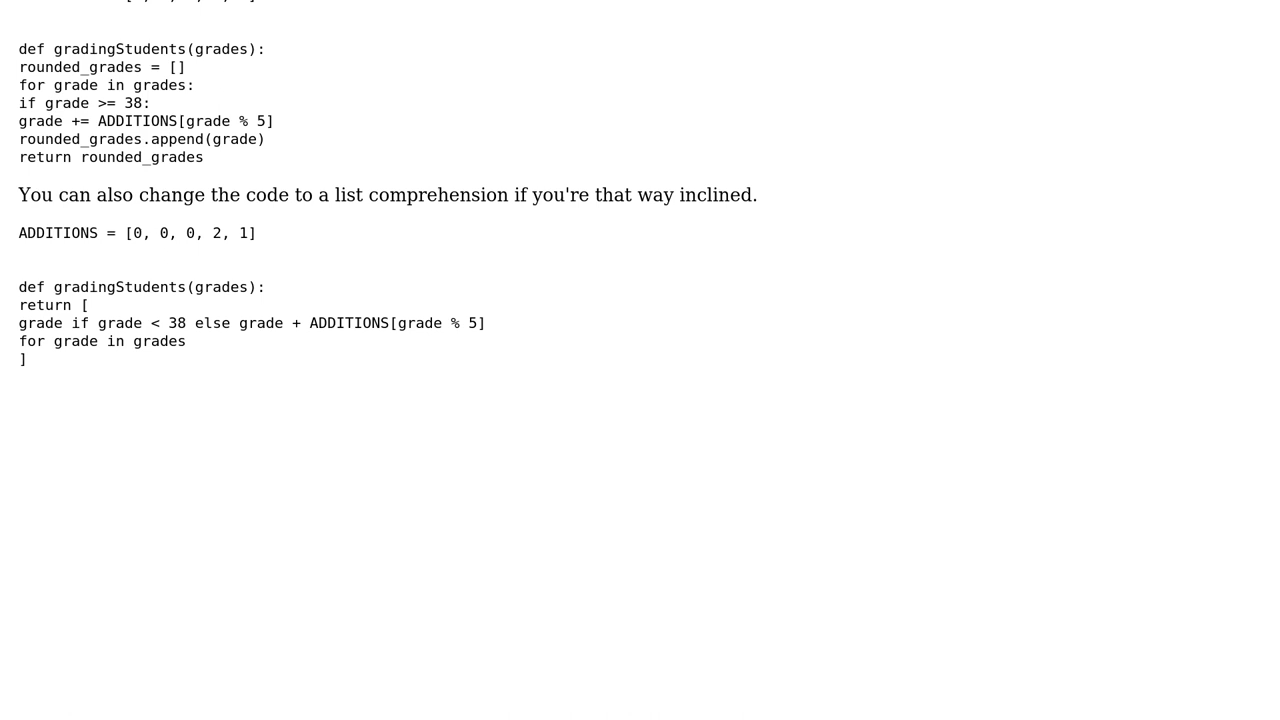 def gradingStudents(grades):
rounded_grades = []
for grade in grades:
if grade >= 38:
grade += ADDITIONS[grade % 5]
rounded_grades.append(grade)
return rounded_grades
You can also change the code to a list comprehension if you're that way inclined.
ADDITIONS = [0, 0, 0, 2, 1]
def gradingStudents(grades):
return [
grade if grade < 38 else grade + ADDITIONS[grade % 5]
for grade in grades
]